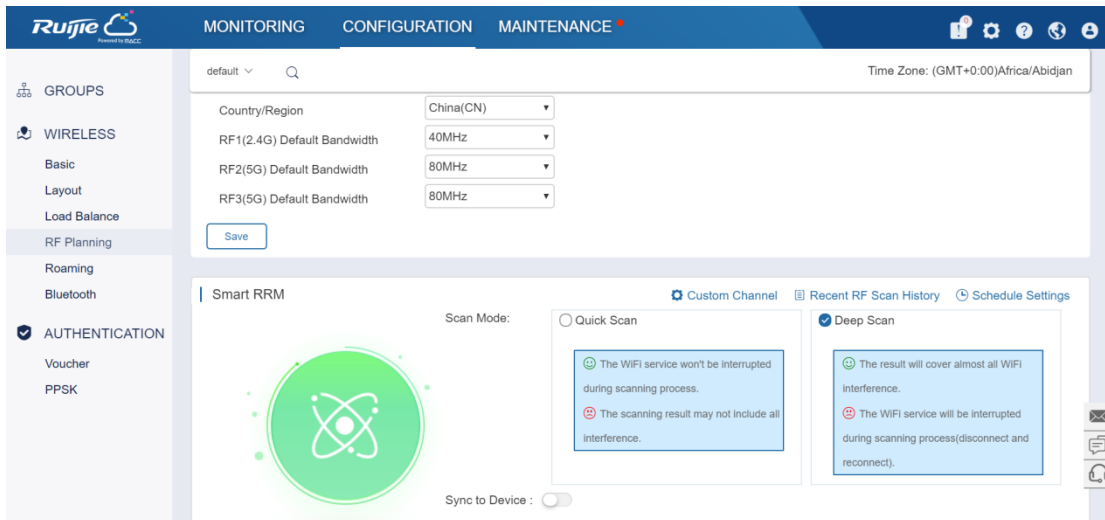 Ruijie
Powered by RACC
MONITORING CONFIGURATION MAINTENANCE
default
Time Zone: (GMT+0:00)Africa/Abidjan
GROUPS
WIRELESS
Basic
Layout
Load Balance
RF Planning
Roaming
Bluetooth
AUTHENTICATION
Voucher
PPSK
Country/Region China(CN)
RF1(2.4G) Default Bandwidth 40MHz
RF2(5G) Default Bandwidth 80MHz
RF3(5G) Default Bandwidth 80MHz
Save
Smart RRM
Custom Channel Recent RF Scan History Schedule Settings
Scan Mode:
Quick Scan
The WiFi service won't be interrupted
during scanning process.
The scanning result may not include all
interference.
Deep Scan
The result will cover almost all WIFI
interference.
The WiFi service will be interrupted
during scanning process(disconnect and
reconnect).
Sync to Device :